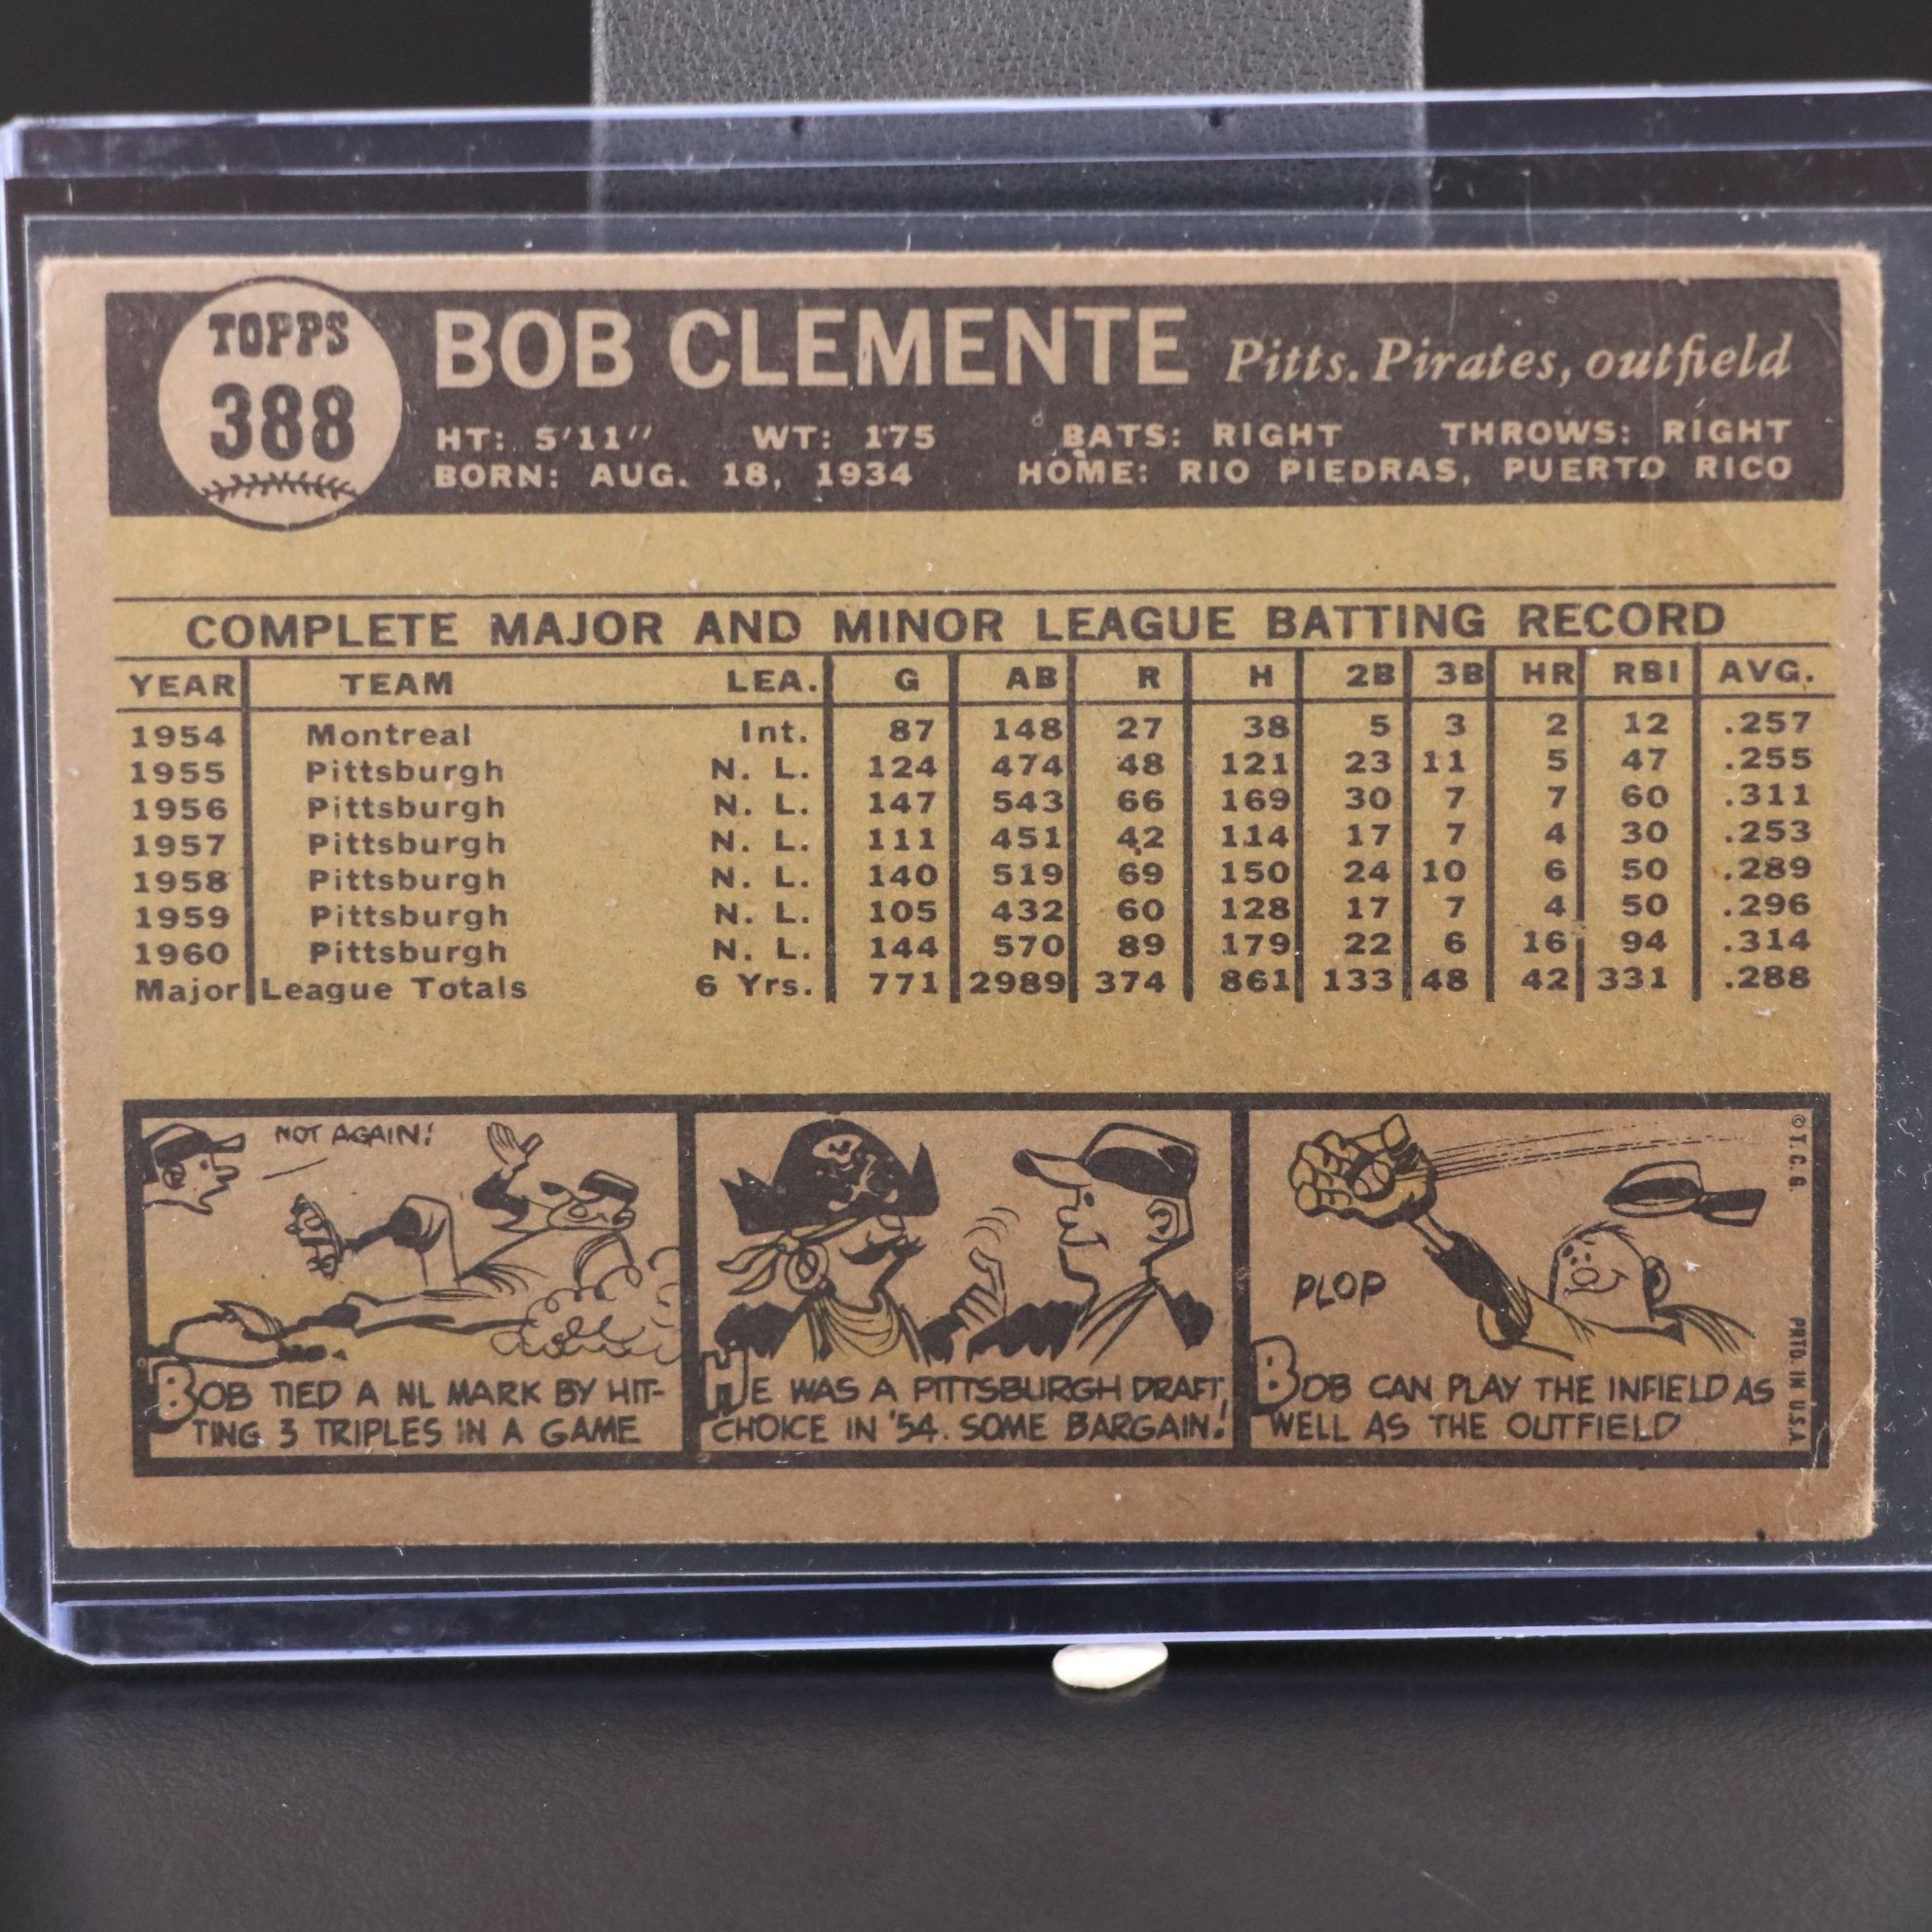 TOPPS
388
BOB CLEMENTE Pitts. Pirates, outfield
HT: 5'11" WT: 175 BATS: RIGHT THROWS: RIGHT
BORN: AUG. 18, 1934 HOME: RIO PIEDRAS, PUERTO RICO
COMPLETE MAJOR AND MINOR LEAGUE BATTING RECORD
YEAR TEAM LEA. G AB R H 2B 3B HR RBI AVG.
1954 Montreal Int. 87 148 27 38 5 3 2 12 .257
1955 Pittsburgh N. L. 124 474 48 121 23 11 5 47 .255
1956 Pittsburgh N. L. 147 543 66 169 30 7 7 60 .311
1957 Pittsburgh N. L. 111 451 42 114 17 7 4 30 .253
1958 Pittsburgh N. L. 140 519 69 150 24 10 6 50 .289
1959 Pittsburgh N. L. 105 432 60 128 17 7 4 50 .296
1960 Pittsburgh N. L. 144 570 89 179 22 6 16 94 .314
Major League Totals 6 Yrs. 771 2989 374 861 133 48 42 331 .288
NOT AGAIN!
BOB TIED A NL MARK BY HIT-
TING 3 TRIPLES IN A GAME
HE WAS A PITTSBURGH DRAFT
CHOICE IN '54. SOME BARGAIN!
PLOP
BOB CAN PLAY THE INFIELD AS
WELL AS THE OUTFIELD
© T. C. G.
PRTD. IN U.S.A.